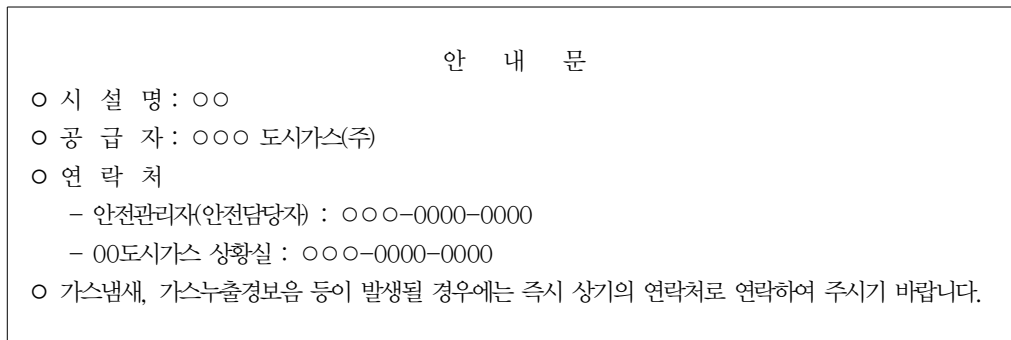 안 내 문
○ 시 설 명 : ○○
○ 공 급 자 : ○○○ 도시가스(주)
○ 연 락 처
- 안전관리자(안전담당자) : ○○○-0000-0000
- 00도시가스 상황실 : ○○○-0000-0000
○ 가스냄새, 가스누출경보음 등이 발생될 경우에는 즉시 상기의 연락처로 연락하여 주시기 바랍니다.